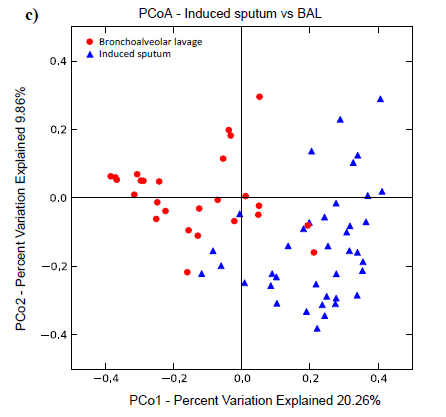 c)
PCoA - Induced sputum vs BAL
Bronchoalveolar lavage
Induced sputum
0.4
0.2
0.0
−0.2
−0.4
−0,4
−0,2
0,0
0,2
0,4
PCo2 - Percent Variation Explained 9.86%
PCo1 - Percent Variation Explained 20.26%